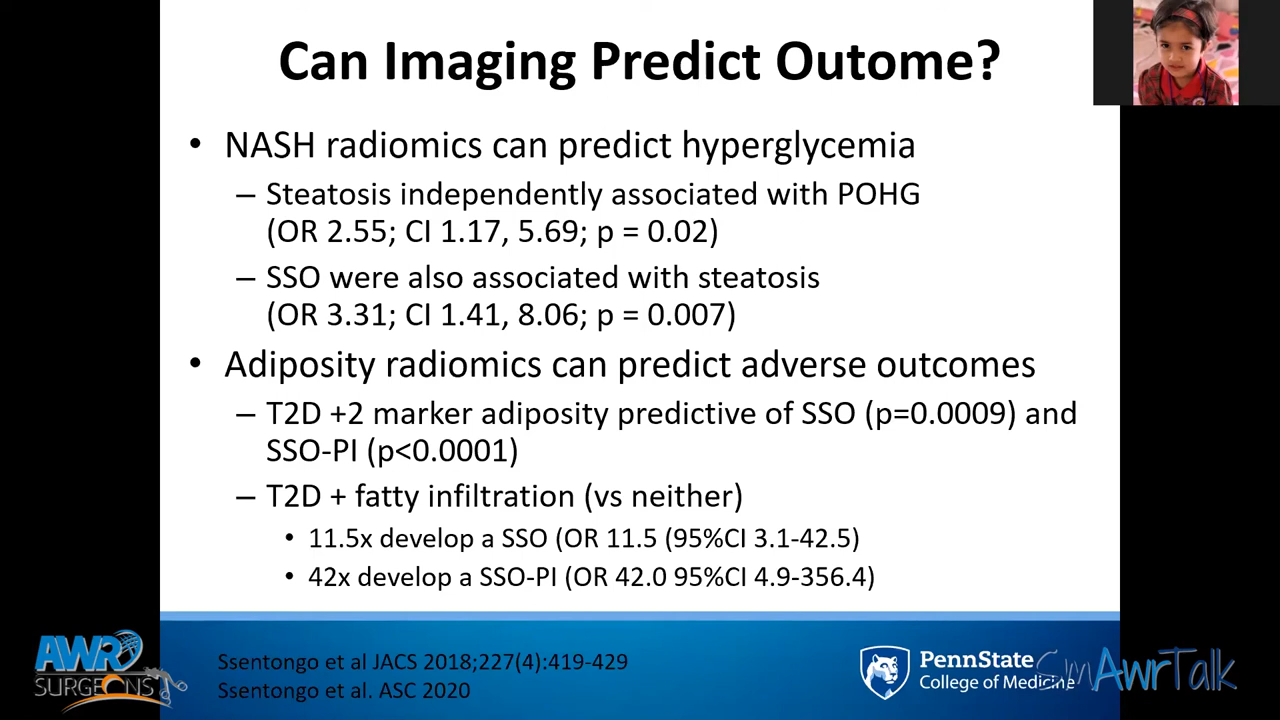 Can Imaging Predict Outcome?
• NASH radiomics can predict hyperglycemia
– Steatosis independently associated with POHG
(OR 2.55; CI 1.17, 5.69; p = 0.02)
– SSO were also associated with steatosis
(OR 3.31; CI 1.41, 8.06; p = 0.007)
• Adiposity radiomics can predict adverse outcomes
– T2D +2 marker adiposity predictive of SSO (p=0.0009) and
SSO-PI (p<0.0001)
– T2D + fatty infiltration (vs neither)
• 11.5x develop a SSO (OR 11.5 (95%CI 3.1-42.5)
• 42x develop a SSO-PI (OR 42.0 95%CI 4.9-356.4)
AWR
SURGEONS
Ssentongo et al JACS 2018;227(4):419-429
Ssentongo et al. ASC 2020
PennState
College of Medicine
SmAwrTalk